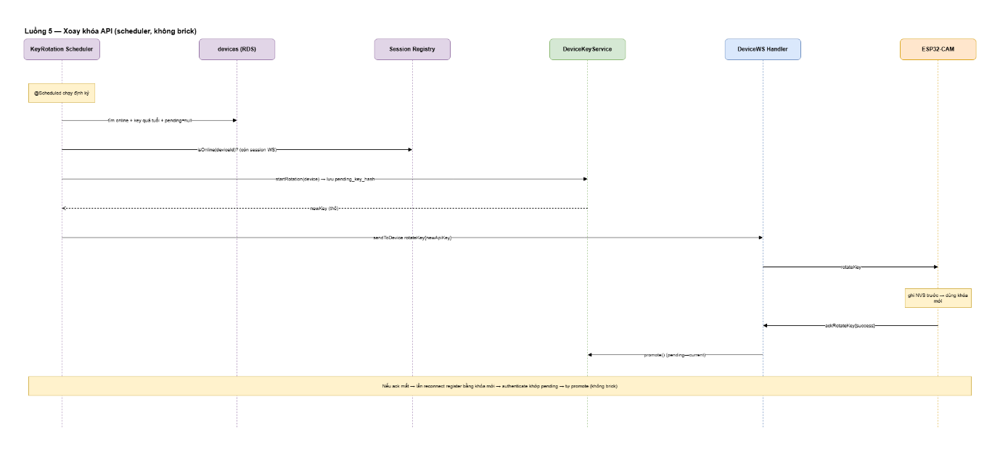 Luồng 5 — Xoay khóa API (scheduler, không brick)
KeyRotation Scheduler
devices (RDS)
Session Registry
DeviceKeyService
DeviceWS Handler
ESP32-CAM
@Scheduled chạy định kỳ
tìm online + key quá tuổi + pending=null
isOnline(deviceId)? (còn session WS)
startRotation(device) → lưu pending_key_hash
newKey (thô)
sendToDevice rotateKey{newApiKey}
rotateKey
ghi NVS trước → dùng khóa
mới
ackRotateKey{success}
promote() (pending→current)
Nếu ack mất → lần reconnect register bằng khóa mới → authenticate khớp pending → tự promote (không brick)